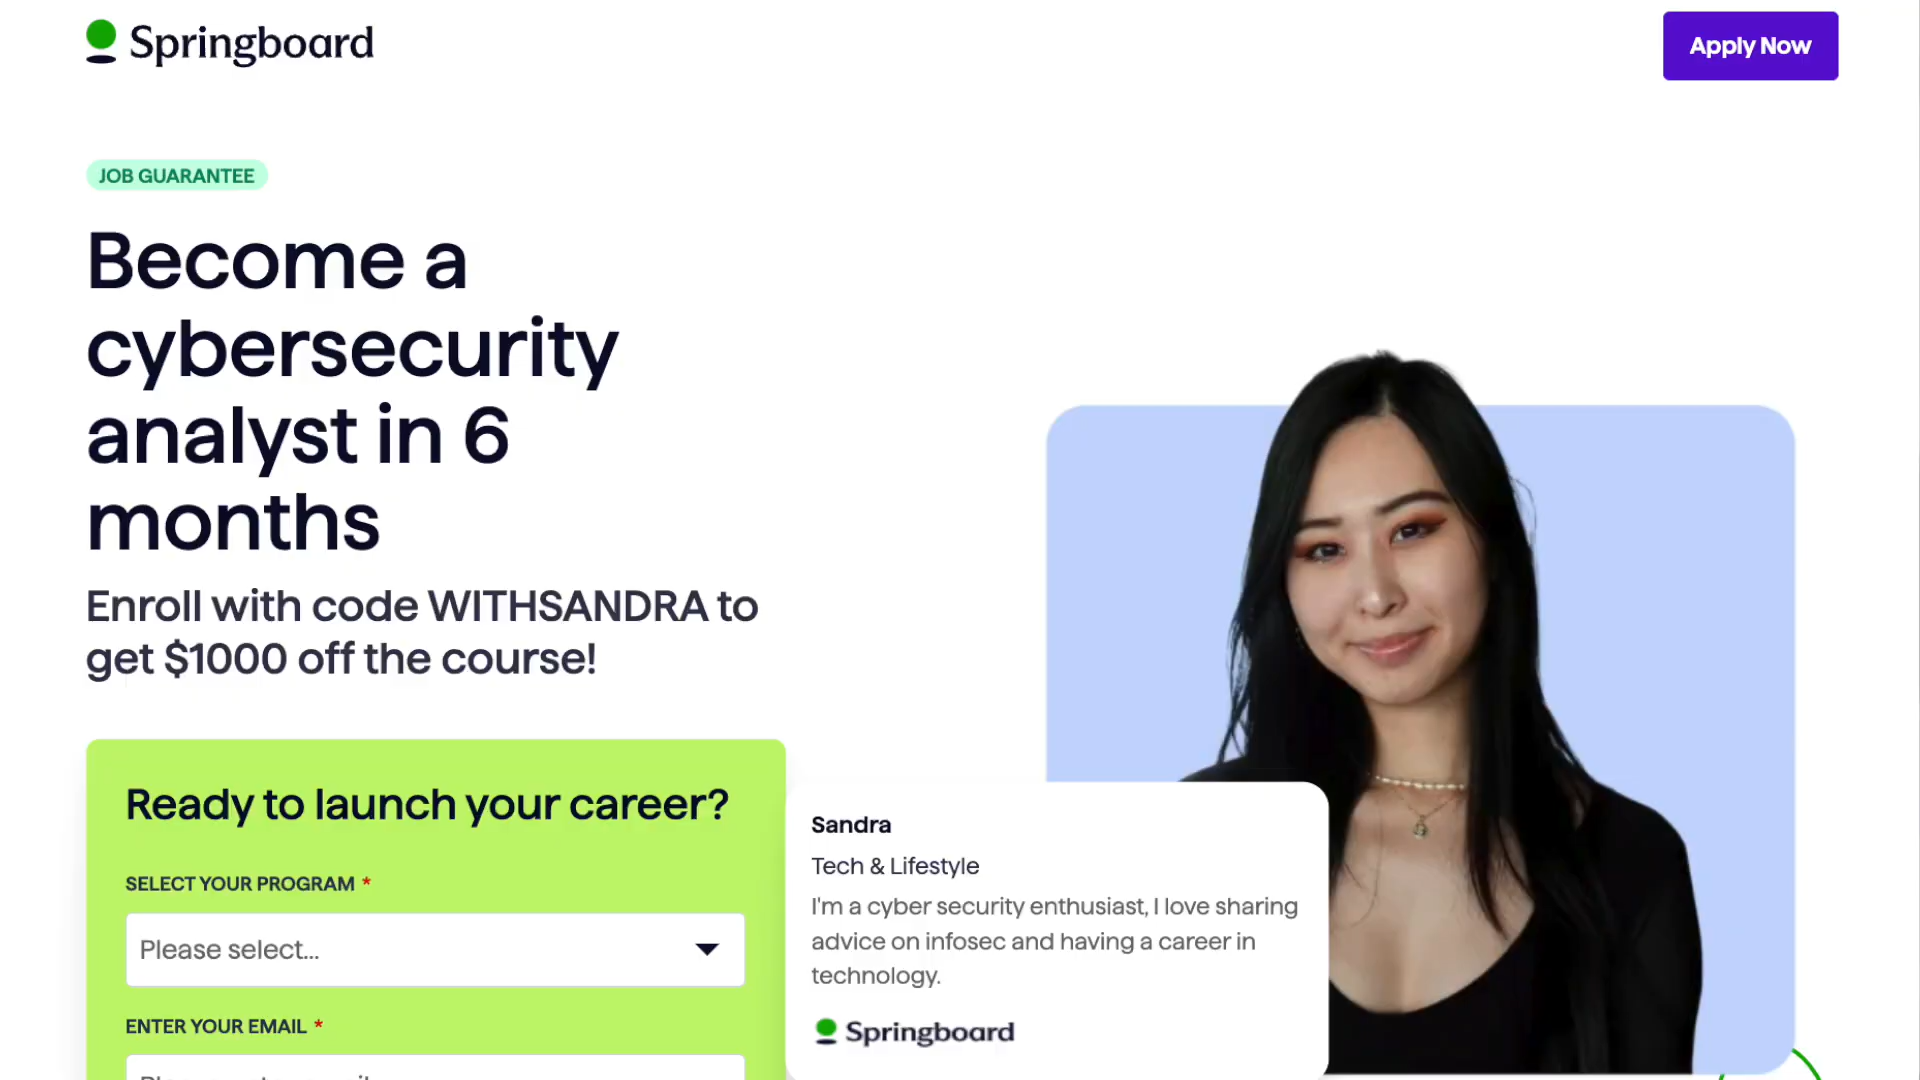 Springboard
Apply Now
JOB GUARANTEE
Become a
cybersecurity
analyst in 6
months
Enroll with code WITHSANDRA to
get $1000 off the course!
Ready to launch your career?
SELECT YOUR PROGRAM *
Please select...
ENTER YOUR EMAIL *
Sandra
Tech & Lifestyle
I'm a cyber security enthusiast, I love sharing
advice on infosec and having a career in
technology.
Springboard